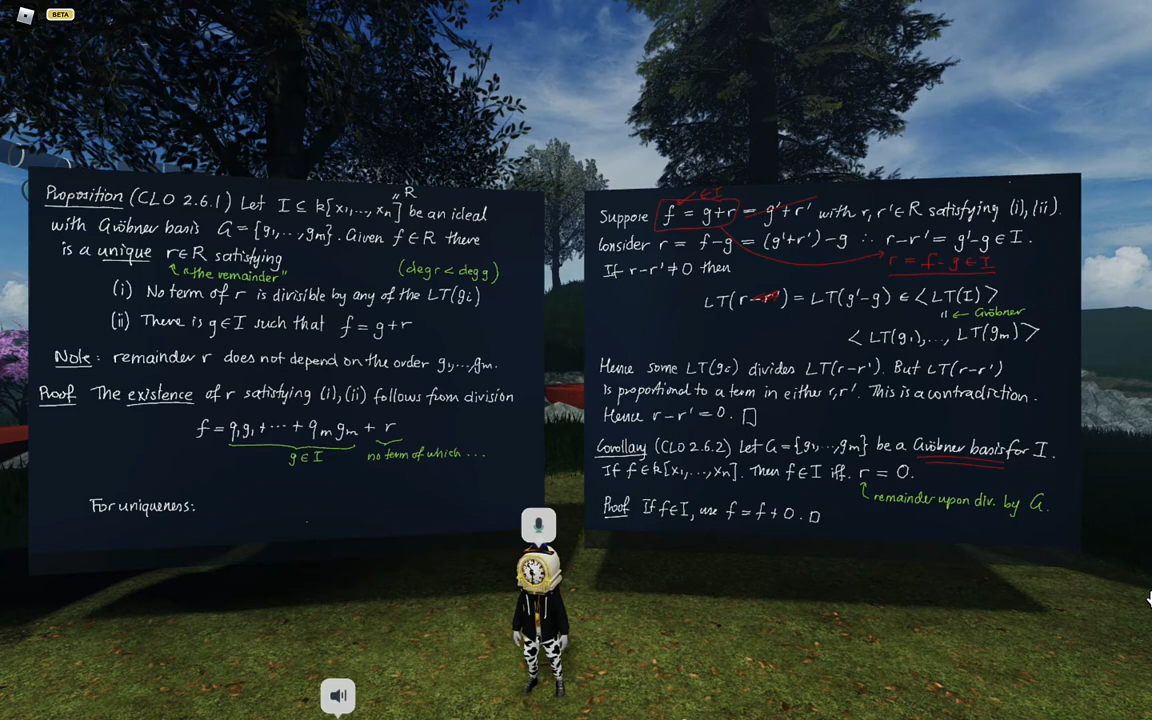 BETA
Proposition (CLO 2.6.1) Let I ≤ k[x₁,...,xₙ] be an ideal
" R
with Gröbner basis G = {g₁,...,gₘ}. Given f ∈ R there
is a unique r ∈ R satisfying
"the remainder"
(deg r < deg g)
(i) No term of r is divisible by any of the LT(gᵢ)
(ii) There is g ∈ I such that f = g + r
Note: remainder r does not depend on the order g₁,...,gₘ.
Proof The existence of r satisfying (i),(ii) follows from division
f = q₁g₁ + ··· + qₘgₘ + r
g ∈ I no term of which ...
For uniqueness:
∈ I
Suppose f = g + r = g' + r' with r, r' ∈ R satisfying (i), (ii).
Consider r = f - g = (g' + r') - g ∴ r - r' = g' - g ∈ I.
r = f - g ∈ I
If r - r' ≠ 0 then
LT(r - r') = LT(g' - g) ∈ ⟨LT(I)⟩
" ← Gröbner
⟨LT(g₁),..., LT(gₘ)⟩
Hence some LT(gᵢ) divides LT(r - r'). But LT(r - r')
is proportional to a term in either r, r'. This is a contradiction.
Hence r - r' = 0. □
Corollay (CLO 2.6.2) Let G = {g₁,...,gₘ} be a Gröbner basis for I.
If f ∈ k[x₁,...,xₙ]. Then f ∈ I iff. r = 0.
remainder upon div. by G.
Proof If f ∈ I, use f = f + 0. □